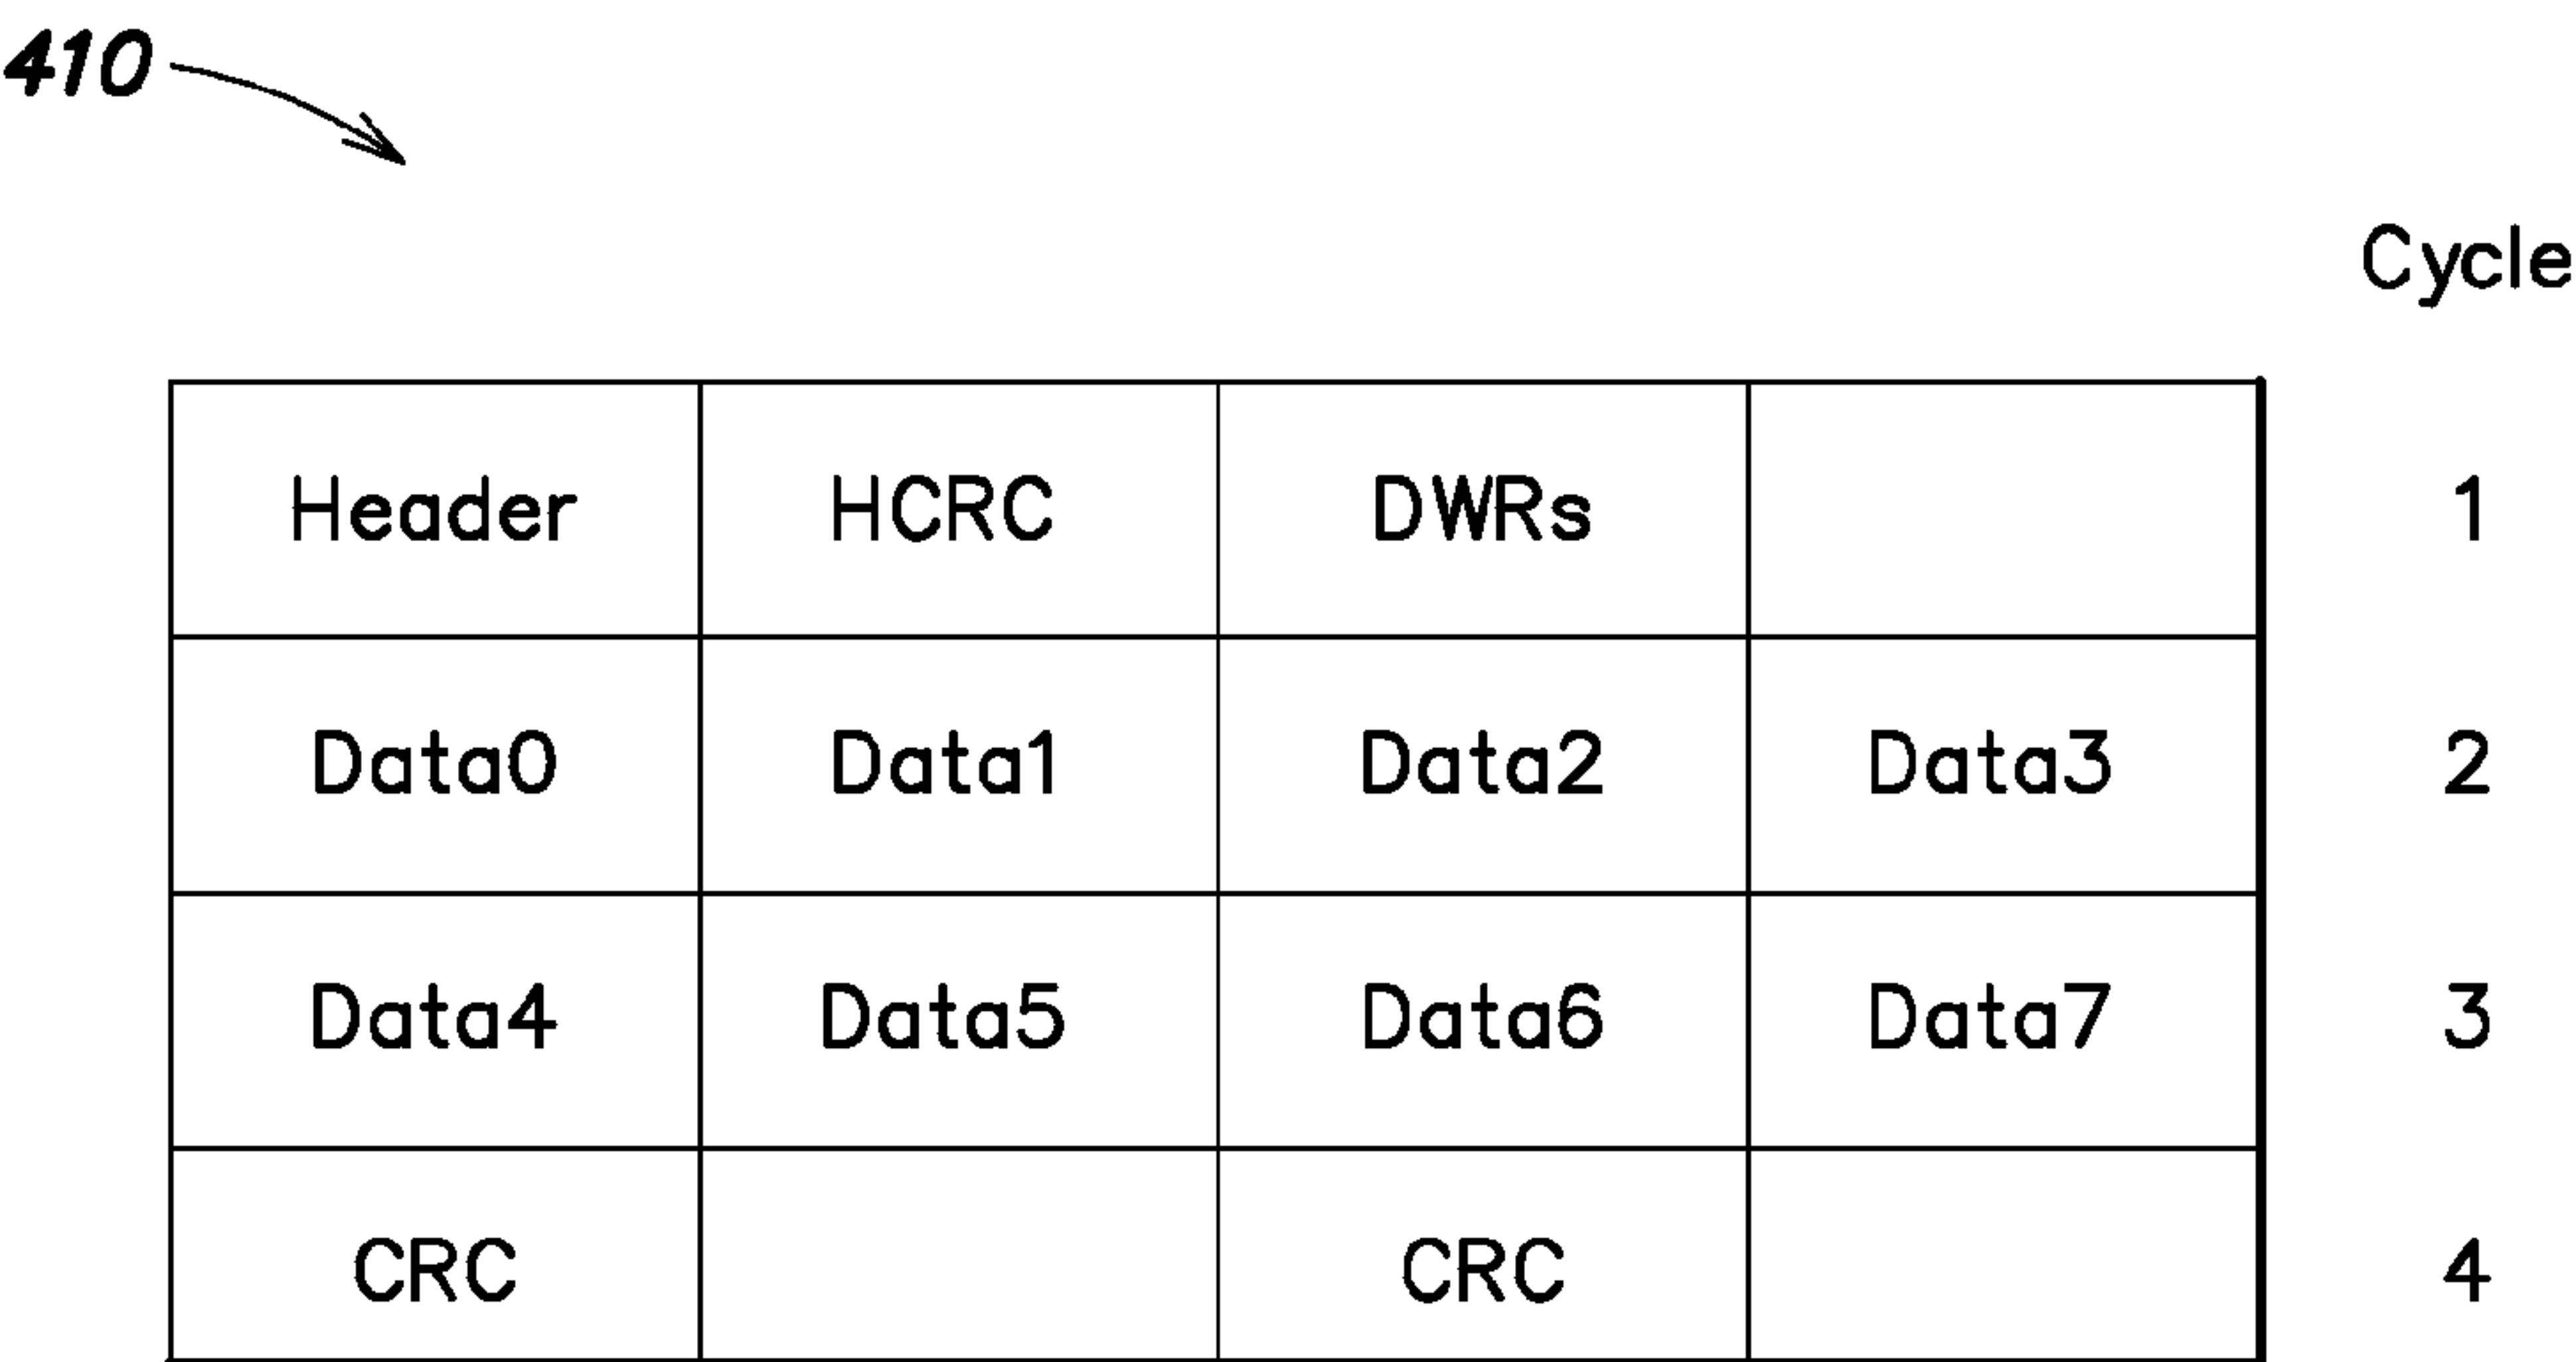 410
Cycle
Header HCRC DWRs 1
Data0 Data1 Data2 Data3 2
Data4 Data5 Data6 Data7 3
CRC CRC 4